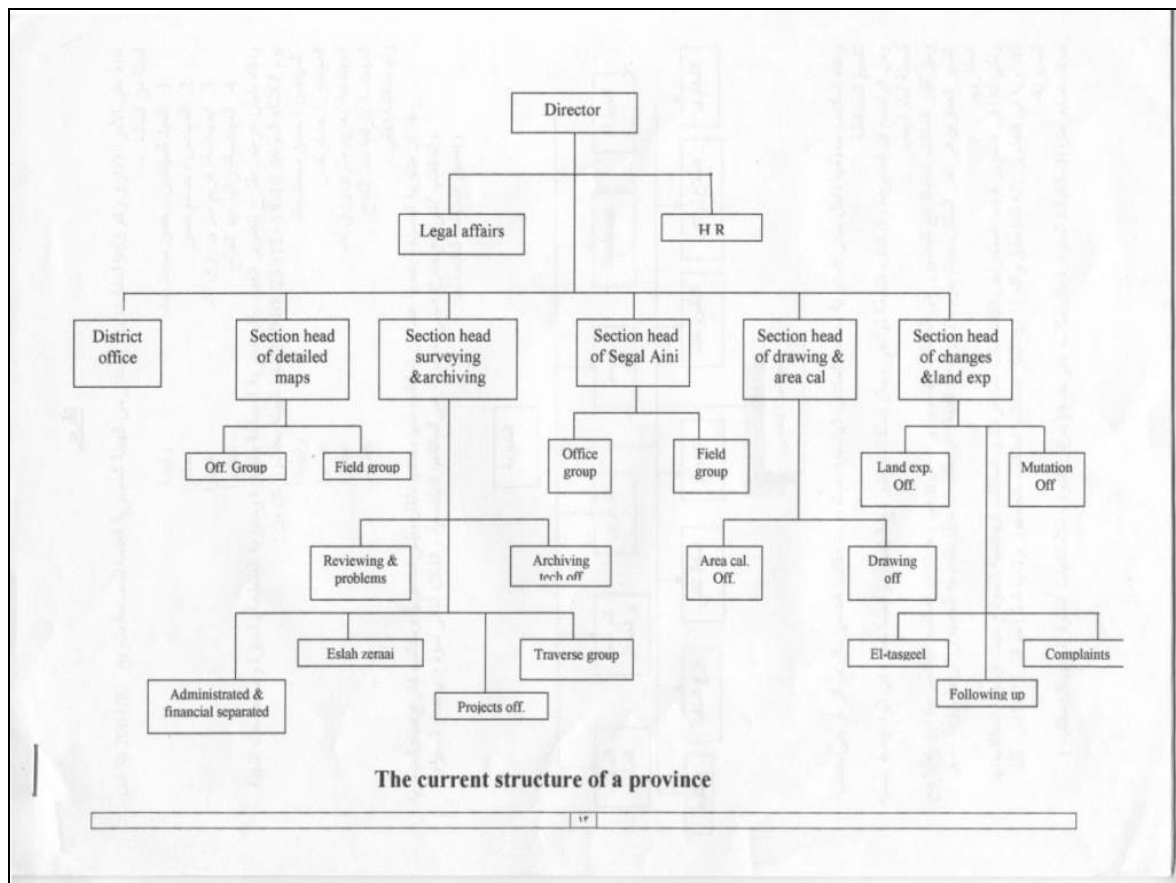 Director
Legal affairs
H R
District
office
Section head
of detailed
maps
Section head
surveying
&archiving
Section head
of Segal Aini
Section head
of drawing &
area cal
Section head
of changes
&land exp
Off. Group
Field group
Office
group
Field
group
Land exp.
Off.
Mutation
Off
Reviewing &
problems
Archiving
tech off
Area cal.
Off.
Drawing
off
Eslah zeraai
Traverse group
El-tasgeel
Complaints
Administrated &
financial separated
Projects off.
Following up
The current structure of a province
١٣